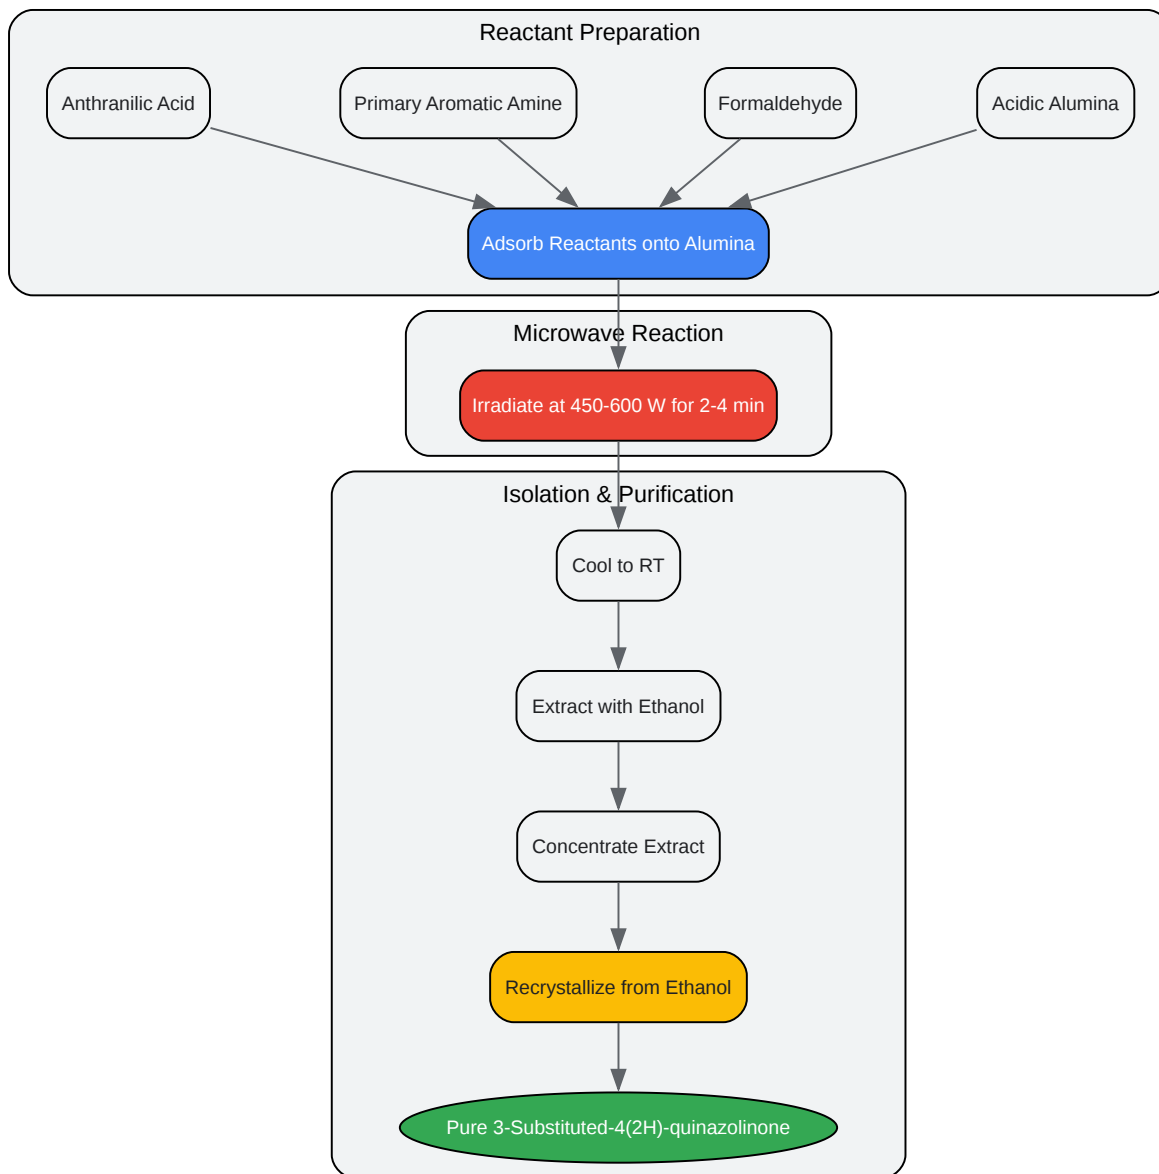 Reactant Preparation
Anthranilic Acid
Primary Aromatic Amine
Formaldehyde
Acidic Alumina
Adsorb Reactants onto Alumina
Microwave Reaction
Irradiate at 450-600 W for 2-4 min
Isolation & Purification
Cool to RT
Extract with Ethanol
Concentrate Extract
Recrystallize from Ethanol
Pure 3-Substituted-4(2H)-quinazolinone